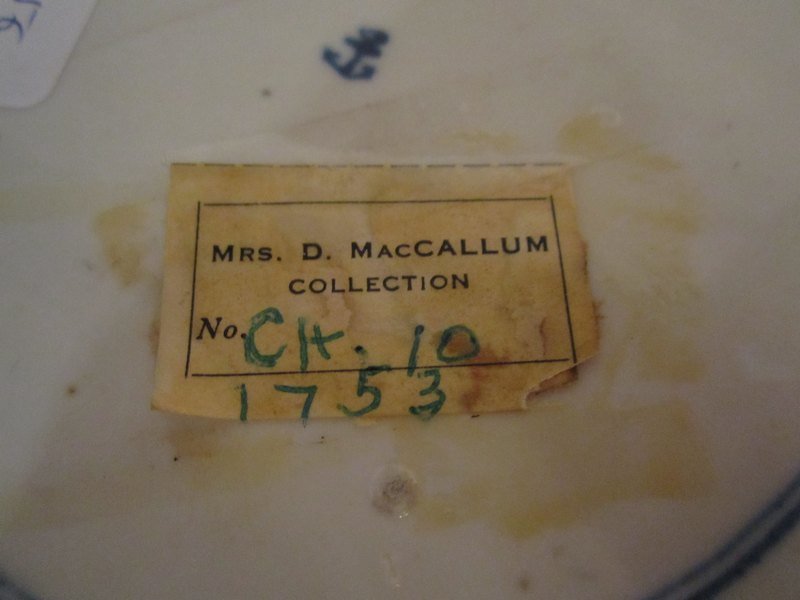 MRS. D. MACCALLUM
COLLECTION
No. CH. 10
1753